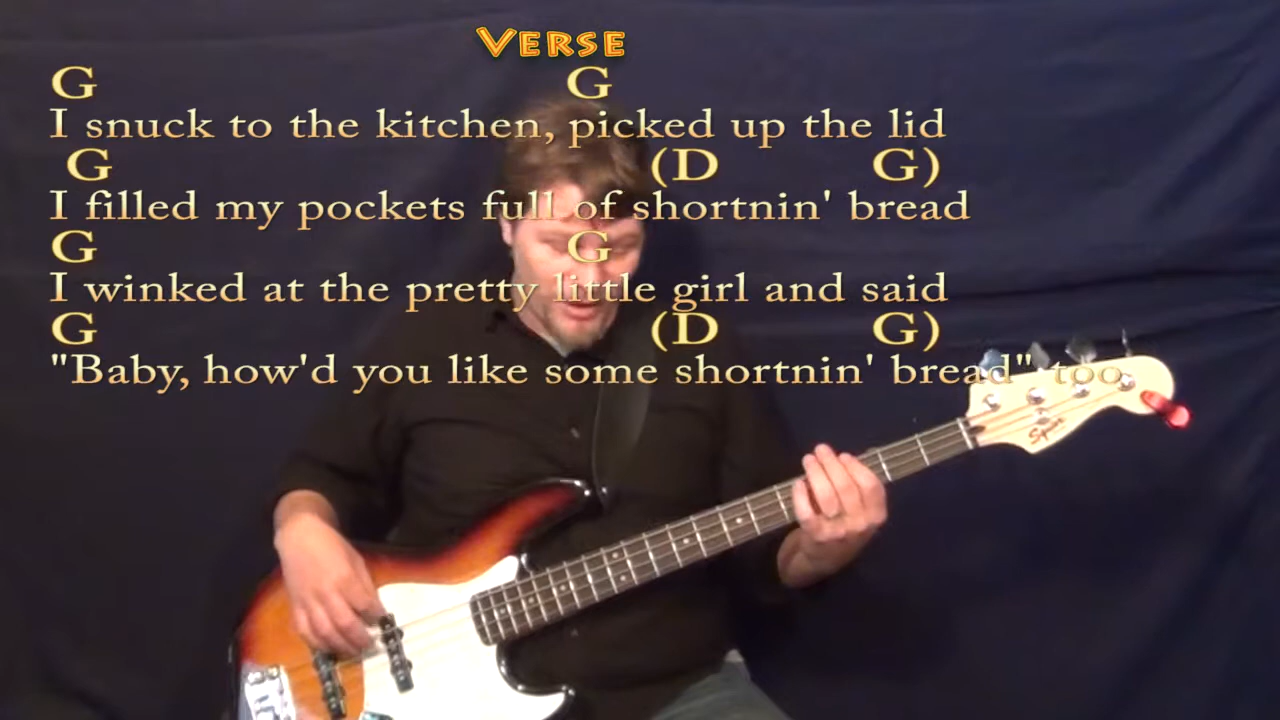 VERSE
G G
I snuck to the kitchen, picked up the lid
G (D G)
I filled my pockets full of shortnin' bread
G G
I winked at the pretty little girl and said
G (D G)
"Baby, how'd you like some shortnin' bread" too
Squier